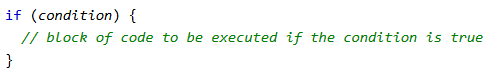 if (condition) {
  // block of code to be executed if the condition is true
}